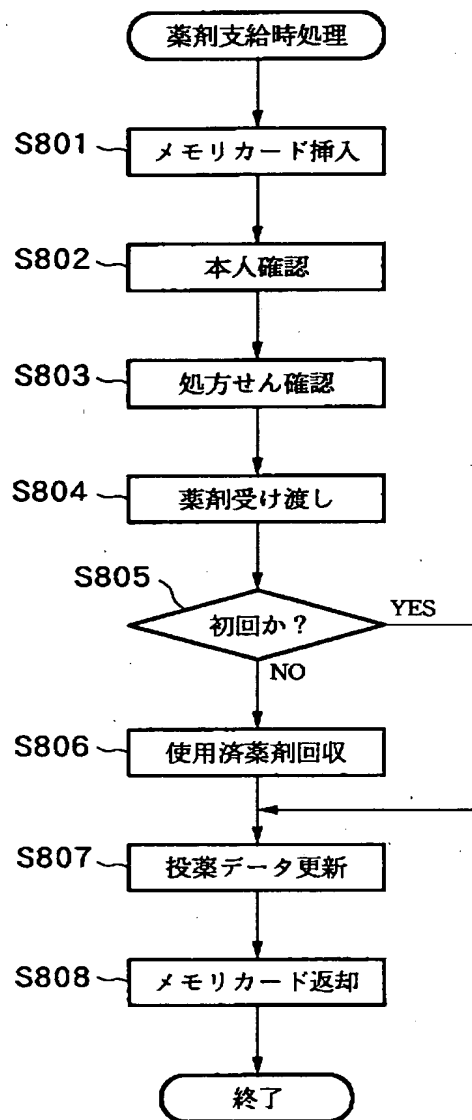 薬剤支給時処理
S801
メモリカード挿入
S802
本人確認
S803
処方せん確認
S804
薬剤受け渡し
S805
初回か？
YES
NO
S806
使用済薬剤回収
S807
投薬データ更新
S808
メモリカード返却
終了